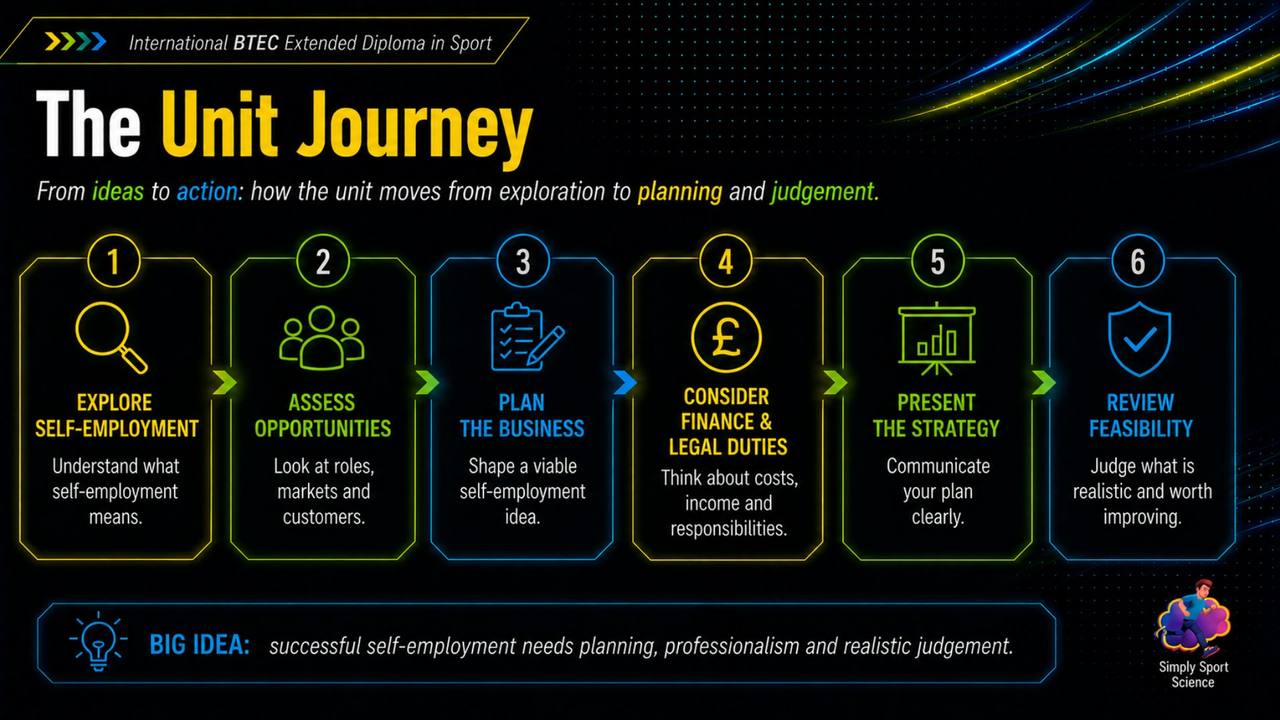 International BTEC Extended Diploma in Sport
The Unit Journey
From ideas to action: how the unit moves from exploration to planning and judgement.
1
EXPLORE
SELF-EMPLOYMENT
Understand what
self-employment
means.
2
ASSESS
OPPORTUNITIES
Look at roles,
markets and
customers.
3
PLAN
THE BUSINESS
Shape a viable
self-employment
idea.
4
£
CONSIDER
FINANCE &
LEGAL DUTIES
Think about costs,
income and
responsibilities.
5
PRESENT
THE STRATEGY
Communicate
your plan
clearly.
6
REVIEW
FEASIBILITY
Judge what is
realistic and worth
improving.
BIG IDEA: successful self-employment needs planning, professionalism and realistic judgement.
Simply Sport
Science